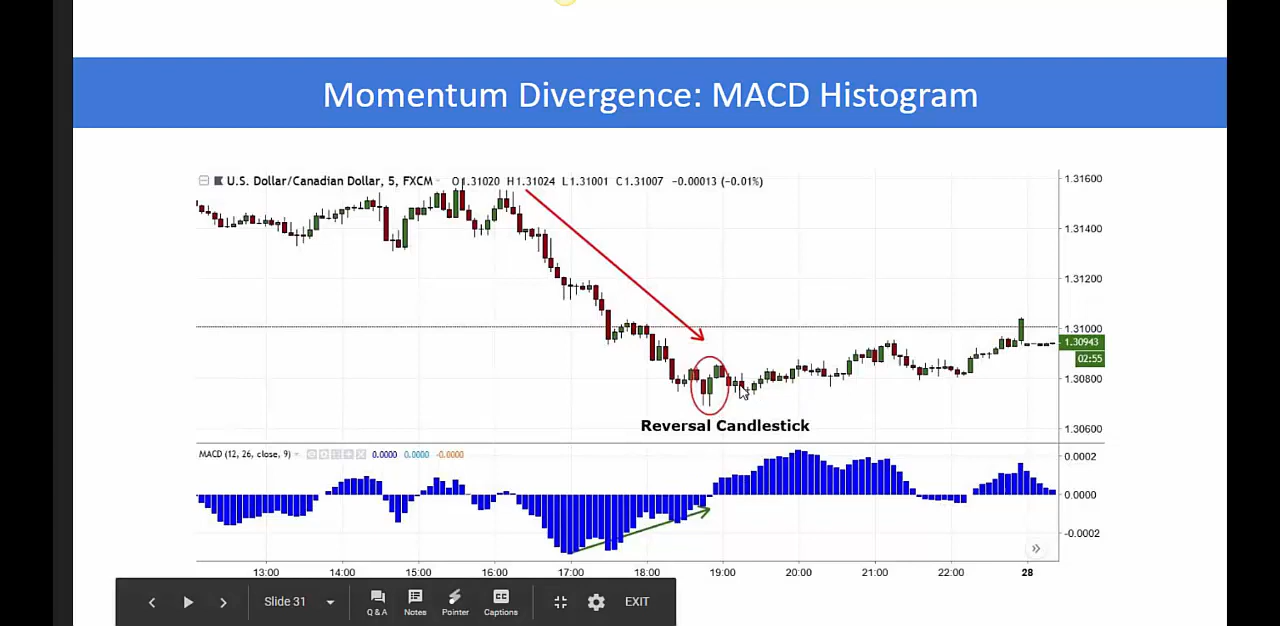 Momentum Divergence: MACD Histogram
U.S. Dollar/Canadian Dollar, 5, FXCM O1.31020 H1.31024 L1.31001 C1.31007 -0.00013 (-0.01%)
1.31600
1.31400
1.31200
1.31000
1.30943
02:55
1.30800
Reversal Candlestick
1.30600
MACD (12, 26, close, 9) 0.0000 0.0000 -0.0000
0.0002
0.0000
-0.0002
13:00 14:00 15:00 16:00 17:00 18:00 19:00 20:00 21:00 22:00 28
Slide 31
Q & A Notes Pointer Captions
CC
EXIT